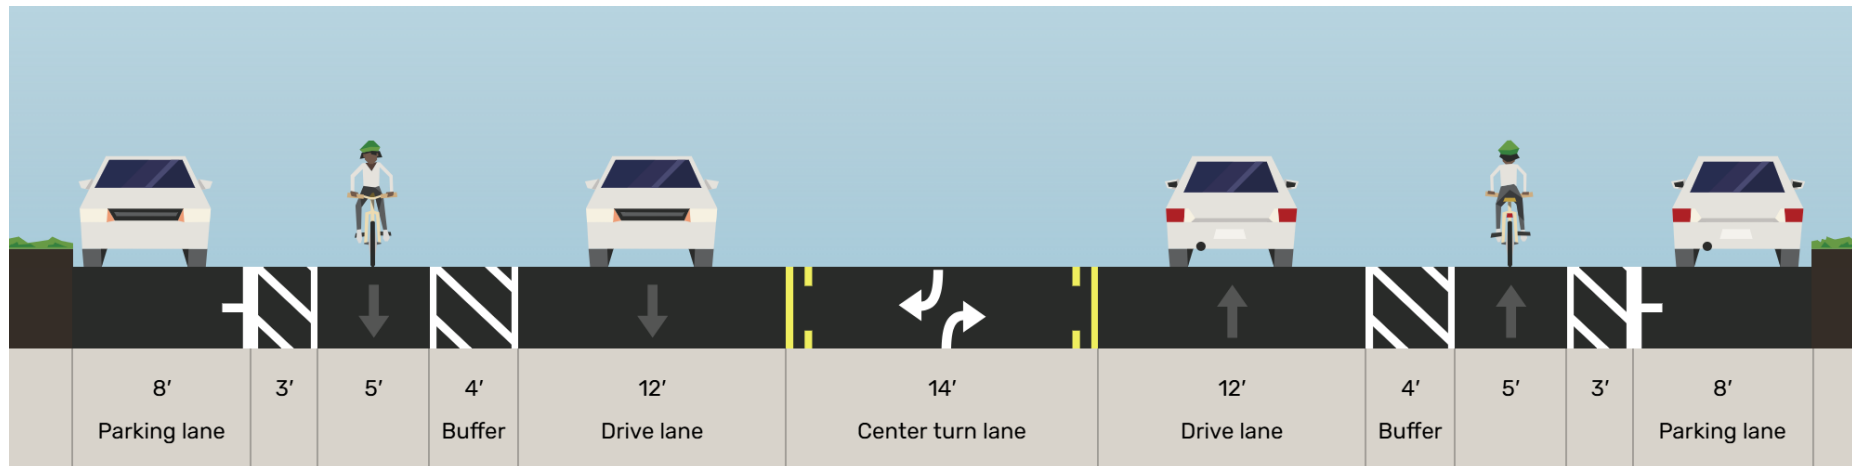 8′ 3′ 5′ 4′ 12′ 14′ 12′ 4′ 5′ 3′ 8′
Parking lane Buffer Drive lane Center turn lane Drive lane Buffer Parking lane